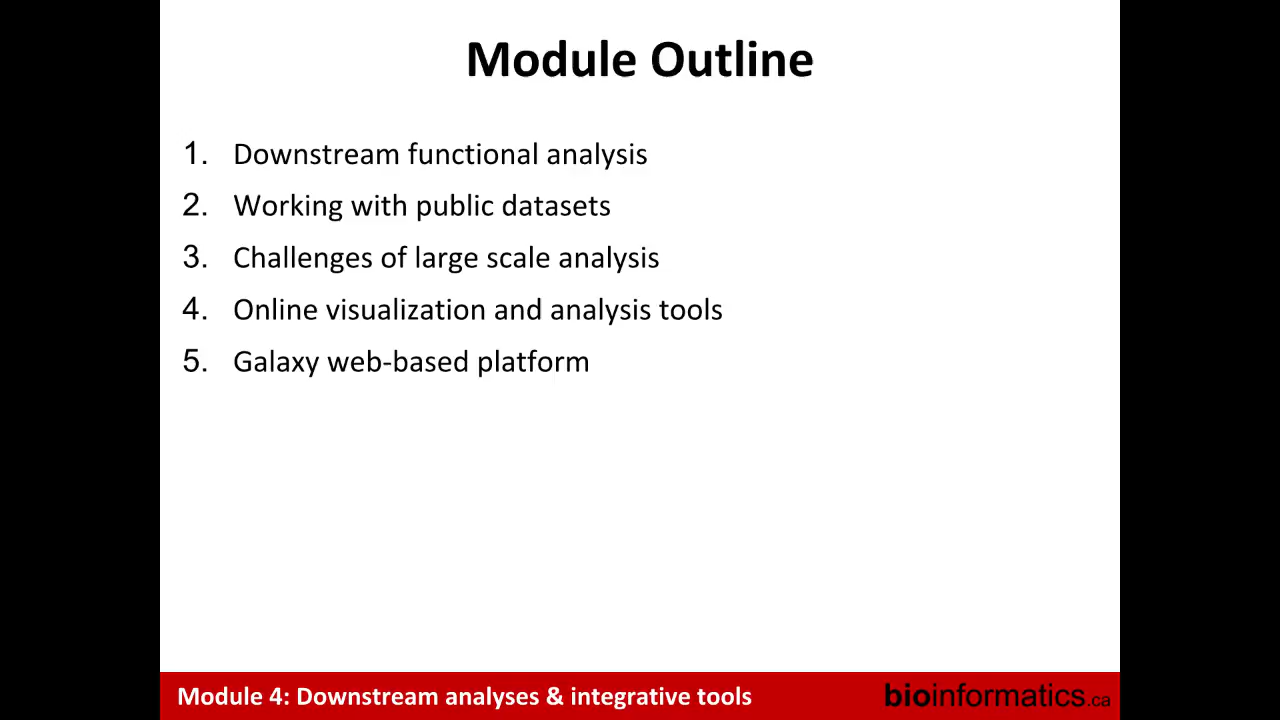 Module Outline
1. Downstream functional analysis
2. Working with public datasets
3. Challenges of large scale analysis
4. Online visualization and analysis tools
5. Galaxy web-based platform
Module 4: Downstream analyses & integrative tools
bioinformatics.ca